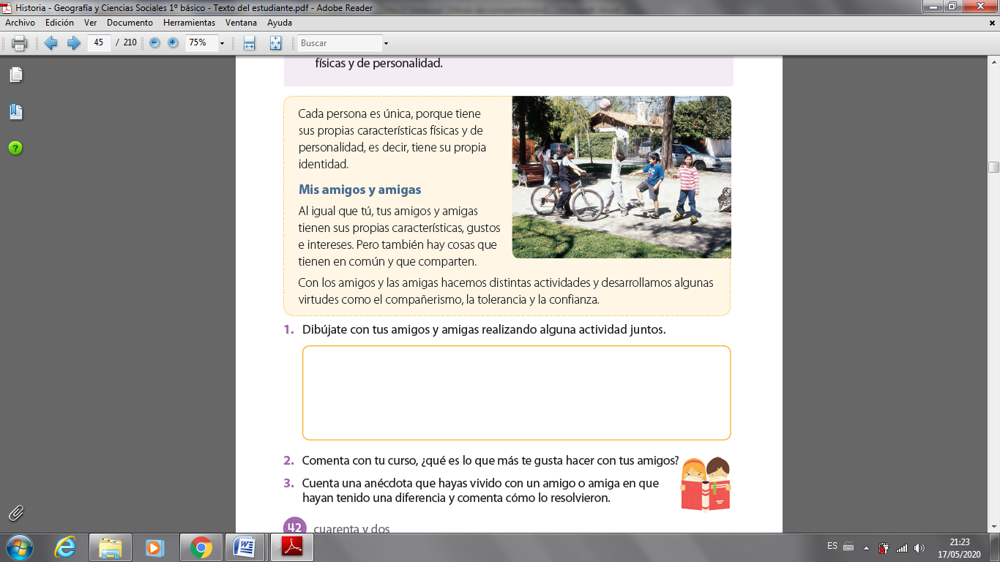 Historia - Geografía y Ciencias Sociales 1º básico - Texto del estudiante.pdf - Adobe Reader
Archivo Edición Ver Documento Herramientas Ventana Ayuda
45 / 210 75% Buscar
físicas y de personalidad.
Cada persona es única, porque tiene
sus propias características físicas y de
personalidad, es decir, tiene su propia
identidad.
Mis amigos y amigas
Al igual que tú, tus amigos y amigas
tienen sus propias características, gustos
e intereses. Pero también hay cosas que
tienen en común y que comparten.
Con los amigos y las amigas hacemos distintas actividades y desarrollamos algunas
virtudes como el compañerismo, la tolerancia y la confianza.
1. Dibújate con tus amigos y amigas realizando alguna actividad juntos.
2. Comenta con tu curso, ¿qué es lo que más te gusta hacer con tus amigos?
3. Cuenta una anécdota que hayas vivido con un amigo o amiga en que
hayan tenido una diferencia y comenta cómo lo resolvieron.
42 cuarenta y dos
ES
21:23
17/05/2020